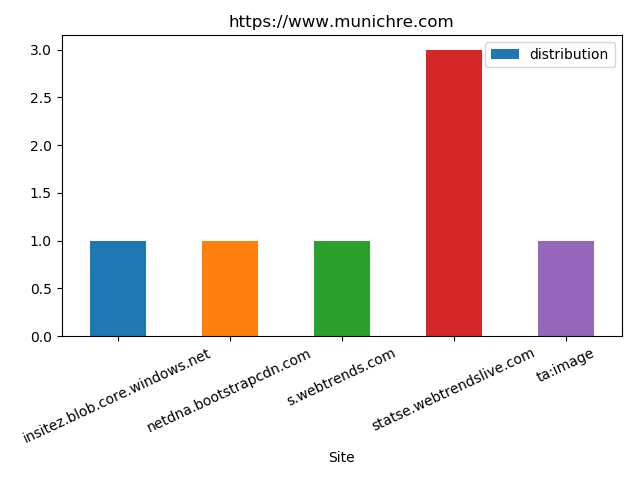 https://www.munichre.com
distribution
3.0
2.5
2.0
1.5
1.0
0.5
0.0
insitez.blob.core.windows.net
netdna.bootstrapcdn.com
s.webtrends.com
statse.webtrendslive.com
ta:image
Site